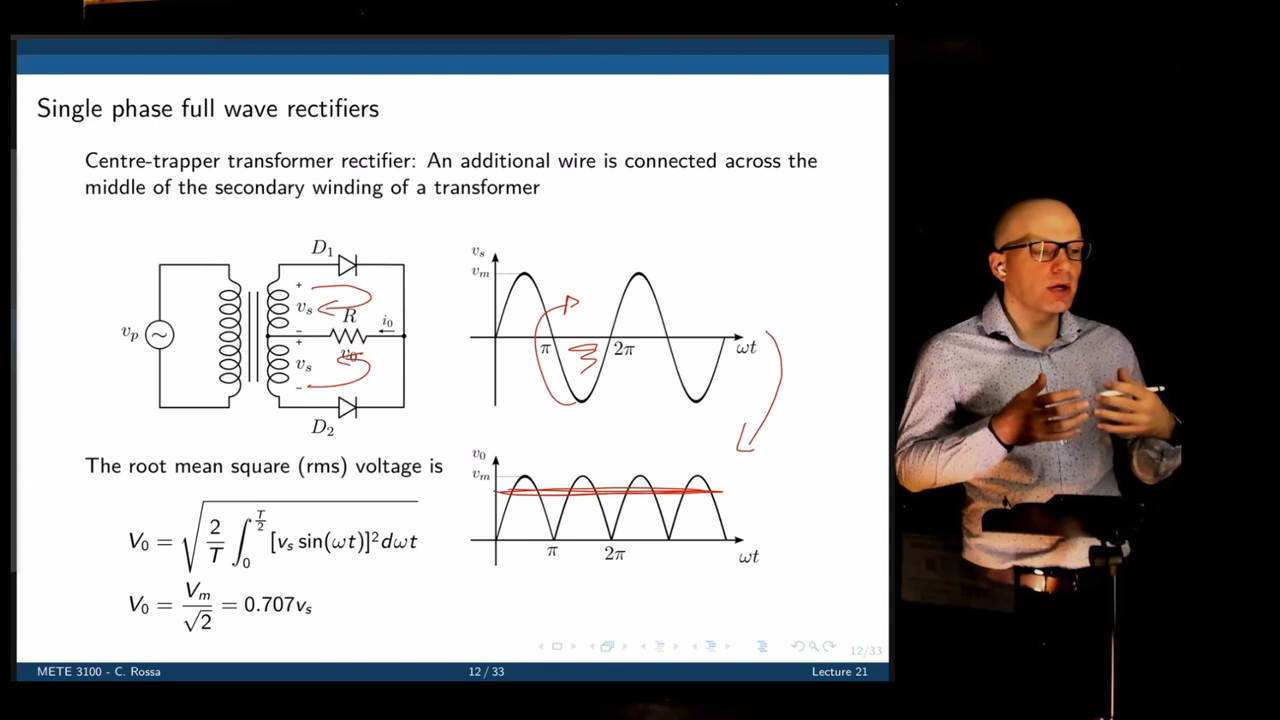 Single phase full wave rectifiers
Centre-trapper transformer rectifier: An additional wire is connected across the
middle of the secondary winding of a transformer
D₁
+
vₛ
−
R
i₀
vₚ
~
+
v₀
vₛ
−
D₂
vₛ
vₘ
π
2π
ωt
The root mean square (rms) voltage is
V₀ = √(2/T ∫₀^(T/2) [vₛ sin(ωt)]² dωt)
V₀ = Vₘ/√2 = 0.707vₛ
v₀
vₘ
π
2π
ωt
12/33
METE 3100 - C. Rossa
12 / 33
Lecture 21